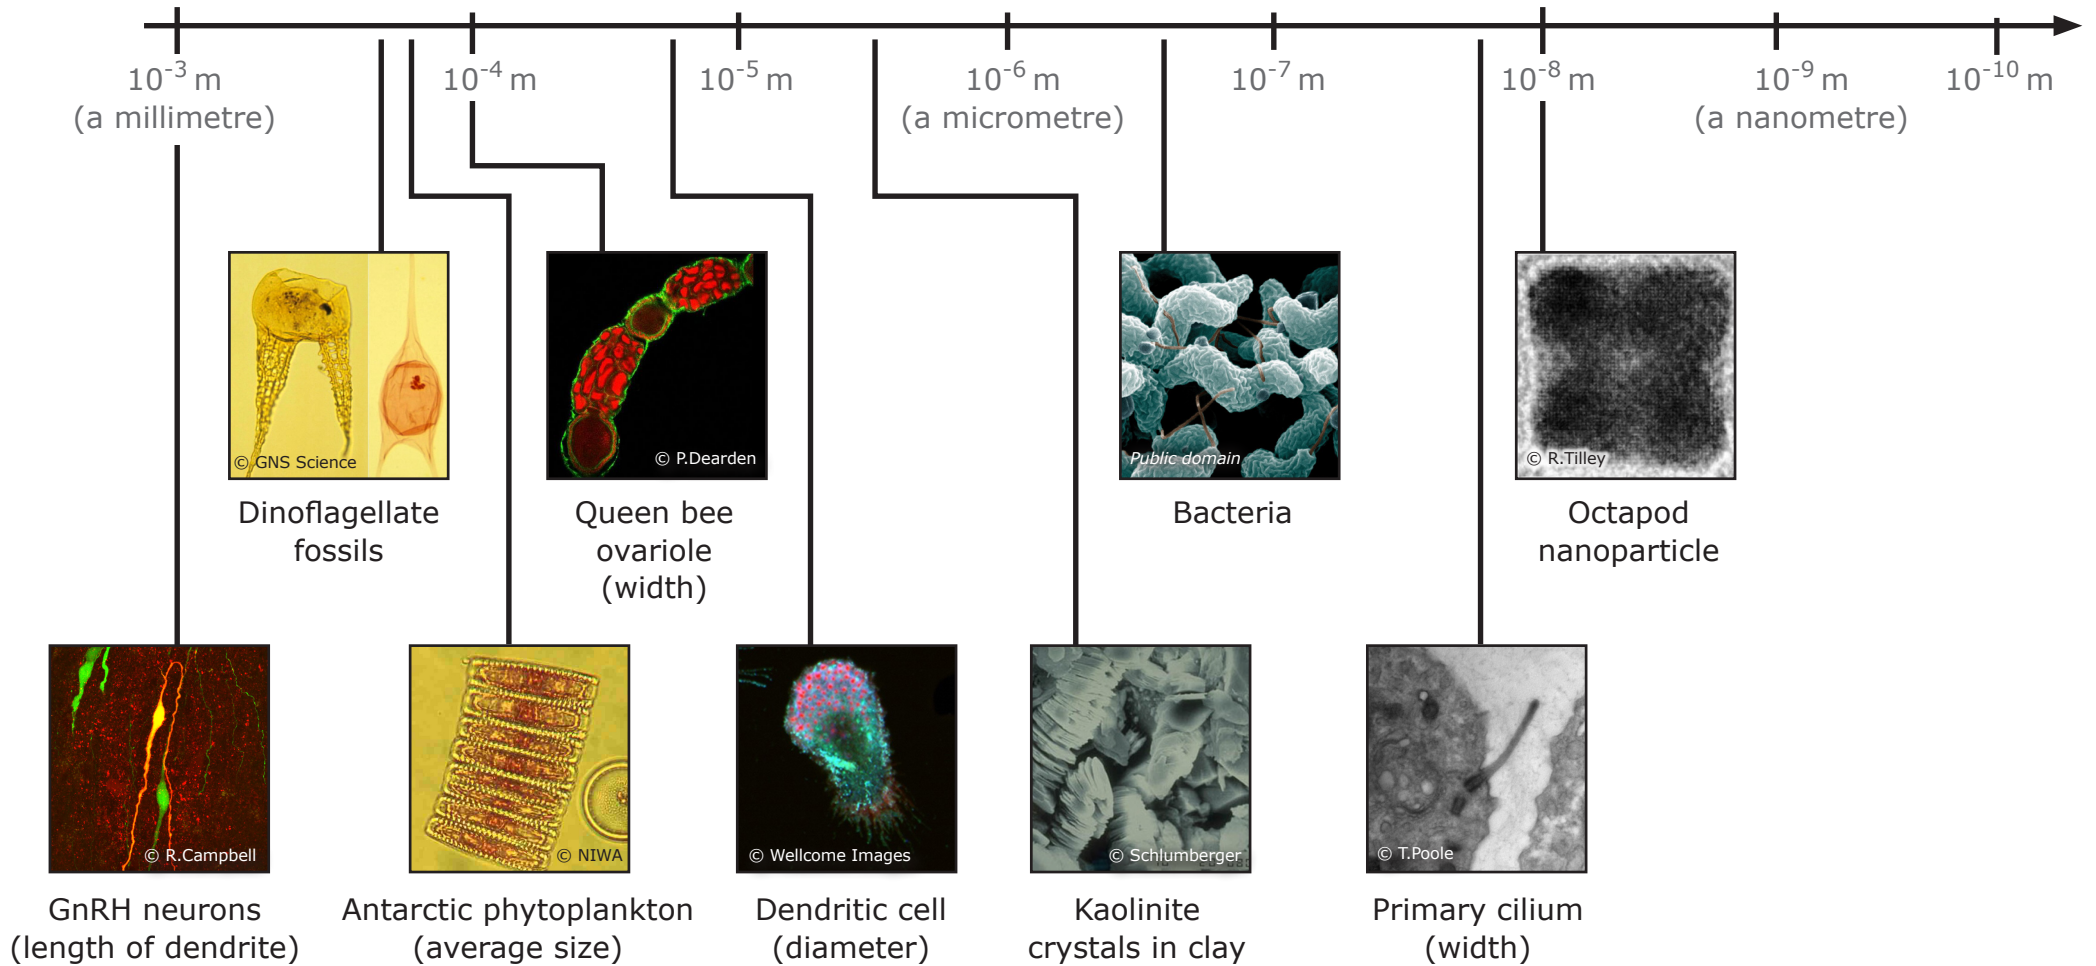 10⁻³ m
(a millimetre)
10⁻⁴ m
10⁻⁵ m
10⁻⁶ m
(a micrometre)
10⁻⁷ m
10⁻⁸ m
10⁻⁹ m
(a nanometre)
10⁻¹⁰ m
© GNS Science
Dinoflagellate
fossils
© P.Dearden
Queen bee
ovariole
(width)
Public domain
Bacteria
© R.Tilley
Octapod
nanoparticle
© R.Campbell
GnRH neurons
(length of dendrite)
© NIWA
Antarctic phytoplankton
(average size)
© Wellcome Images
Dendritic cell
(diameter)
© Schlumberger
Kaolinite
crystals in clay
© T.Poole
Primary cilium
(width)